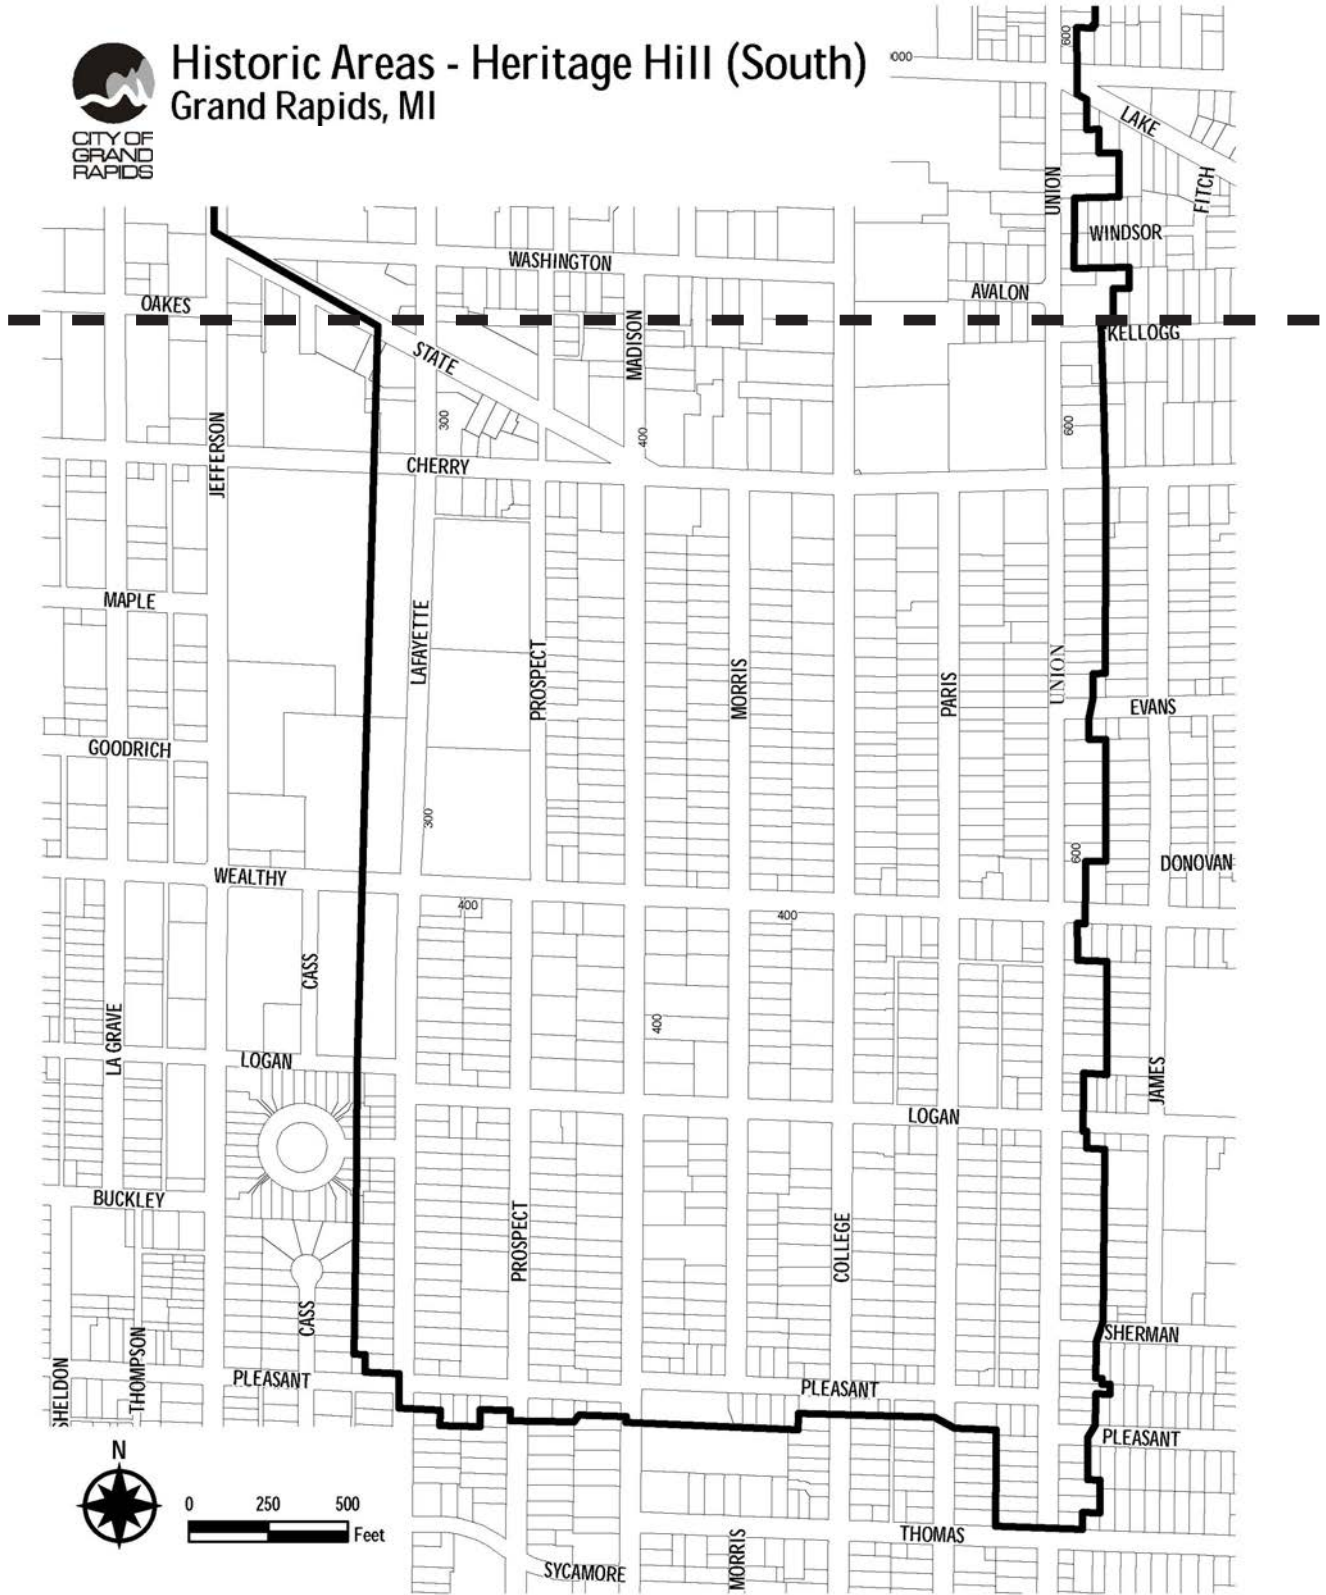 Historic Areas - Heritage Hill (South)
Grand Rapids, MI
CITY OF
GRAND
RAPIDS
600
LAKE
UNION
FITCH
WINDSOR
WASHINGTON
AVALON
OAKES
KELLOGG
MADISON
STATE
300
400
600
JEFFERSON
CHERRY
MAPLE
LAFAYETTE
PROSPECT
MORRIS
PARIS
UNION
EVANS
GOODRICH
300
600
DONOVAN
WEALTHY
400
400
CASS
400
LA GRAVE
LOGAN
JAMES
LOGAN
BUCKLEY
PROSPECT
COLLEGE
CASS
SHERMAN
SHELDON
THOMPSON
PLEASANT
PLEASANT
PLEASANT
N
0 250 500
Feet
THOMAS
MORRIS
SYCAMORE